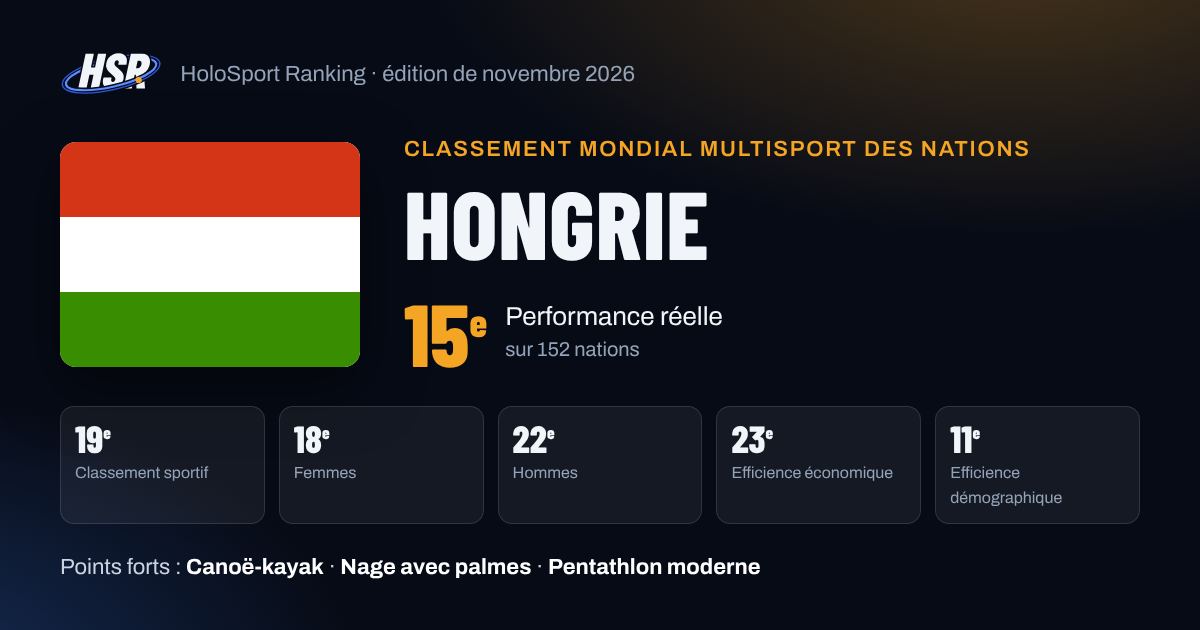 HSR HoloSport Ranking · édition de novembre 2026
CLASSEMENT MONDIAL MULTISPORT DES NATIONS
HONGRIE
15e Performance réelle
sur 152 nations
19e
Classement sportif
18e
Femmes
22e
Hommes
23e
Efficience économique
11e
Efficience
démographique
Points forts : Canoë-kayak · Nage avec palmes · Pentathlon moderne